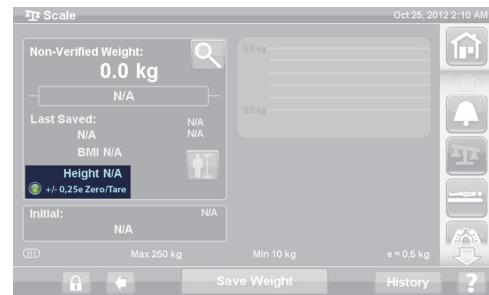 Scale
Oct 25, 2012 2:10 AM
Non-Verified Weight:
0.0 kg
N/A
Last Saved:
N/A
N/A
N/A
BMI N/A
Height N/A
+/- 0,25e Zero/Tare
Initial:
N/A
N/A
5.0 kg
0.0 kg
Max 250 kg
Min 10 kg
e = 0,5 kg
Save Weight
History
?